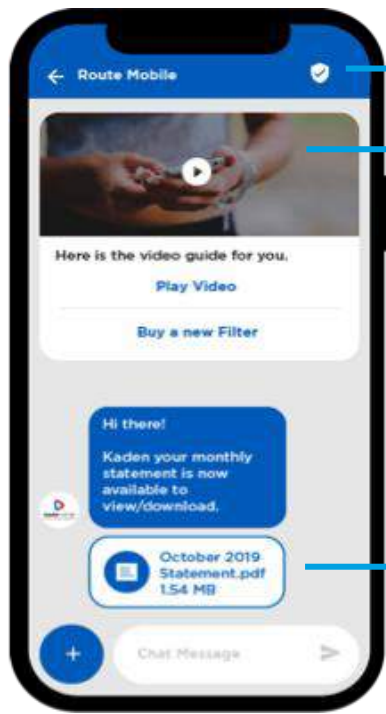 Route Mobile
Here is the video guide for you.
Play Video
Buy a new Filter
Hi there!
Kaden your monthly
statement is now
available to
view/download.
October 2019
Statement.pdf
1.54 MB
+
Chat Message